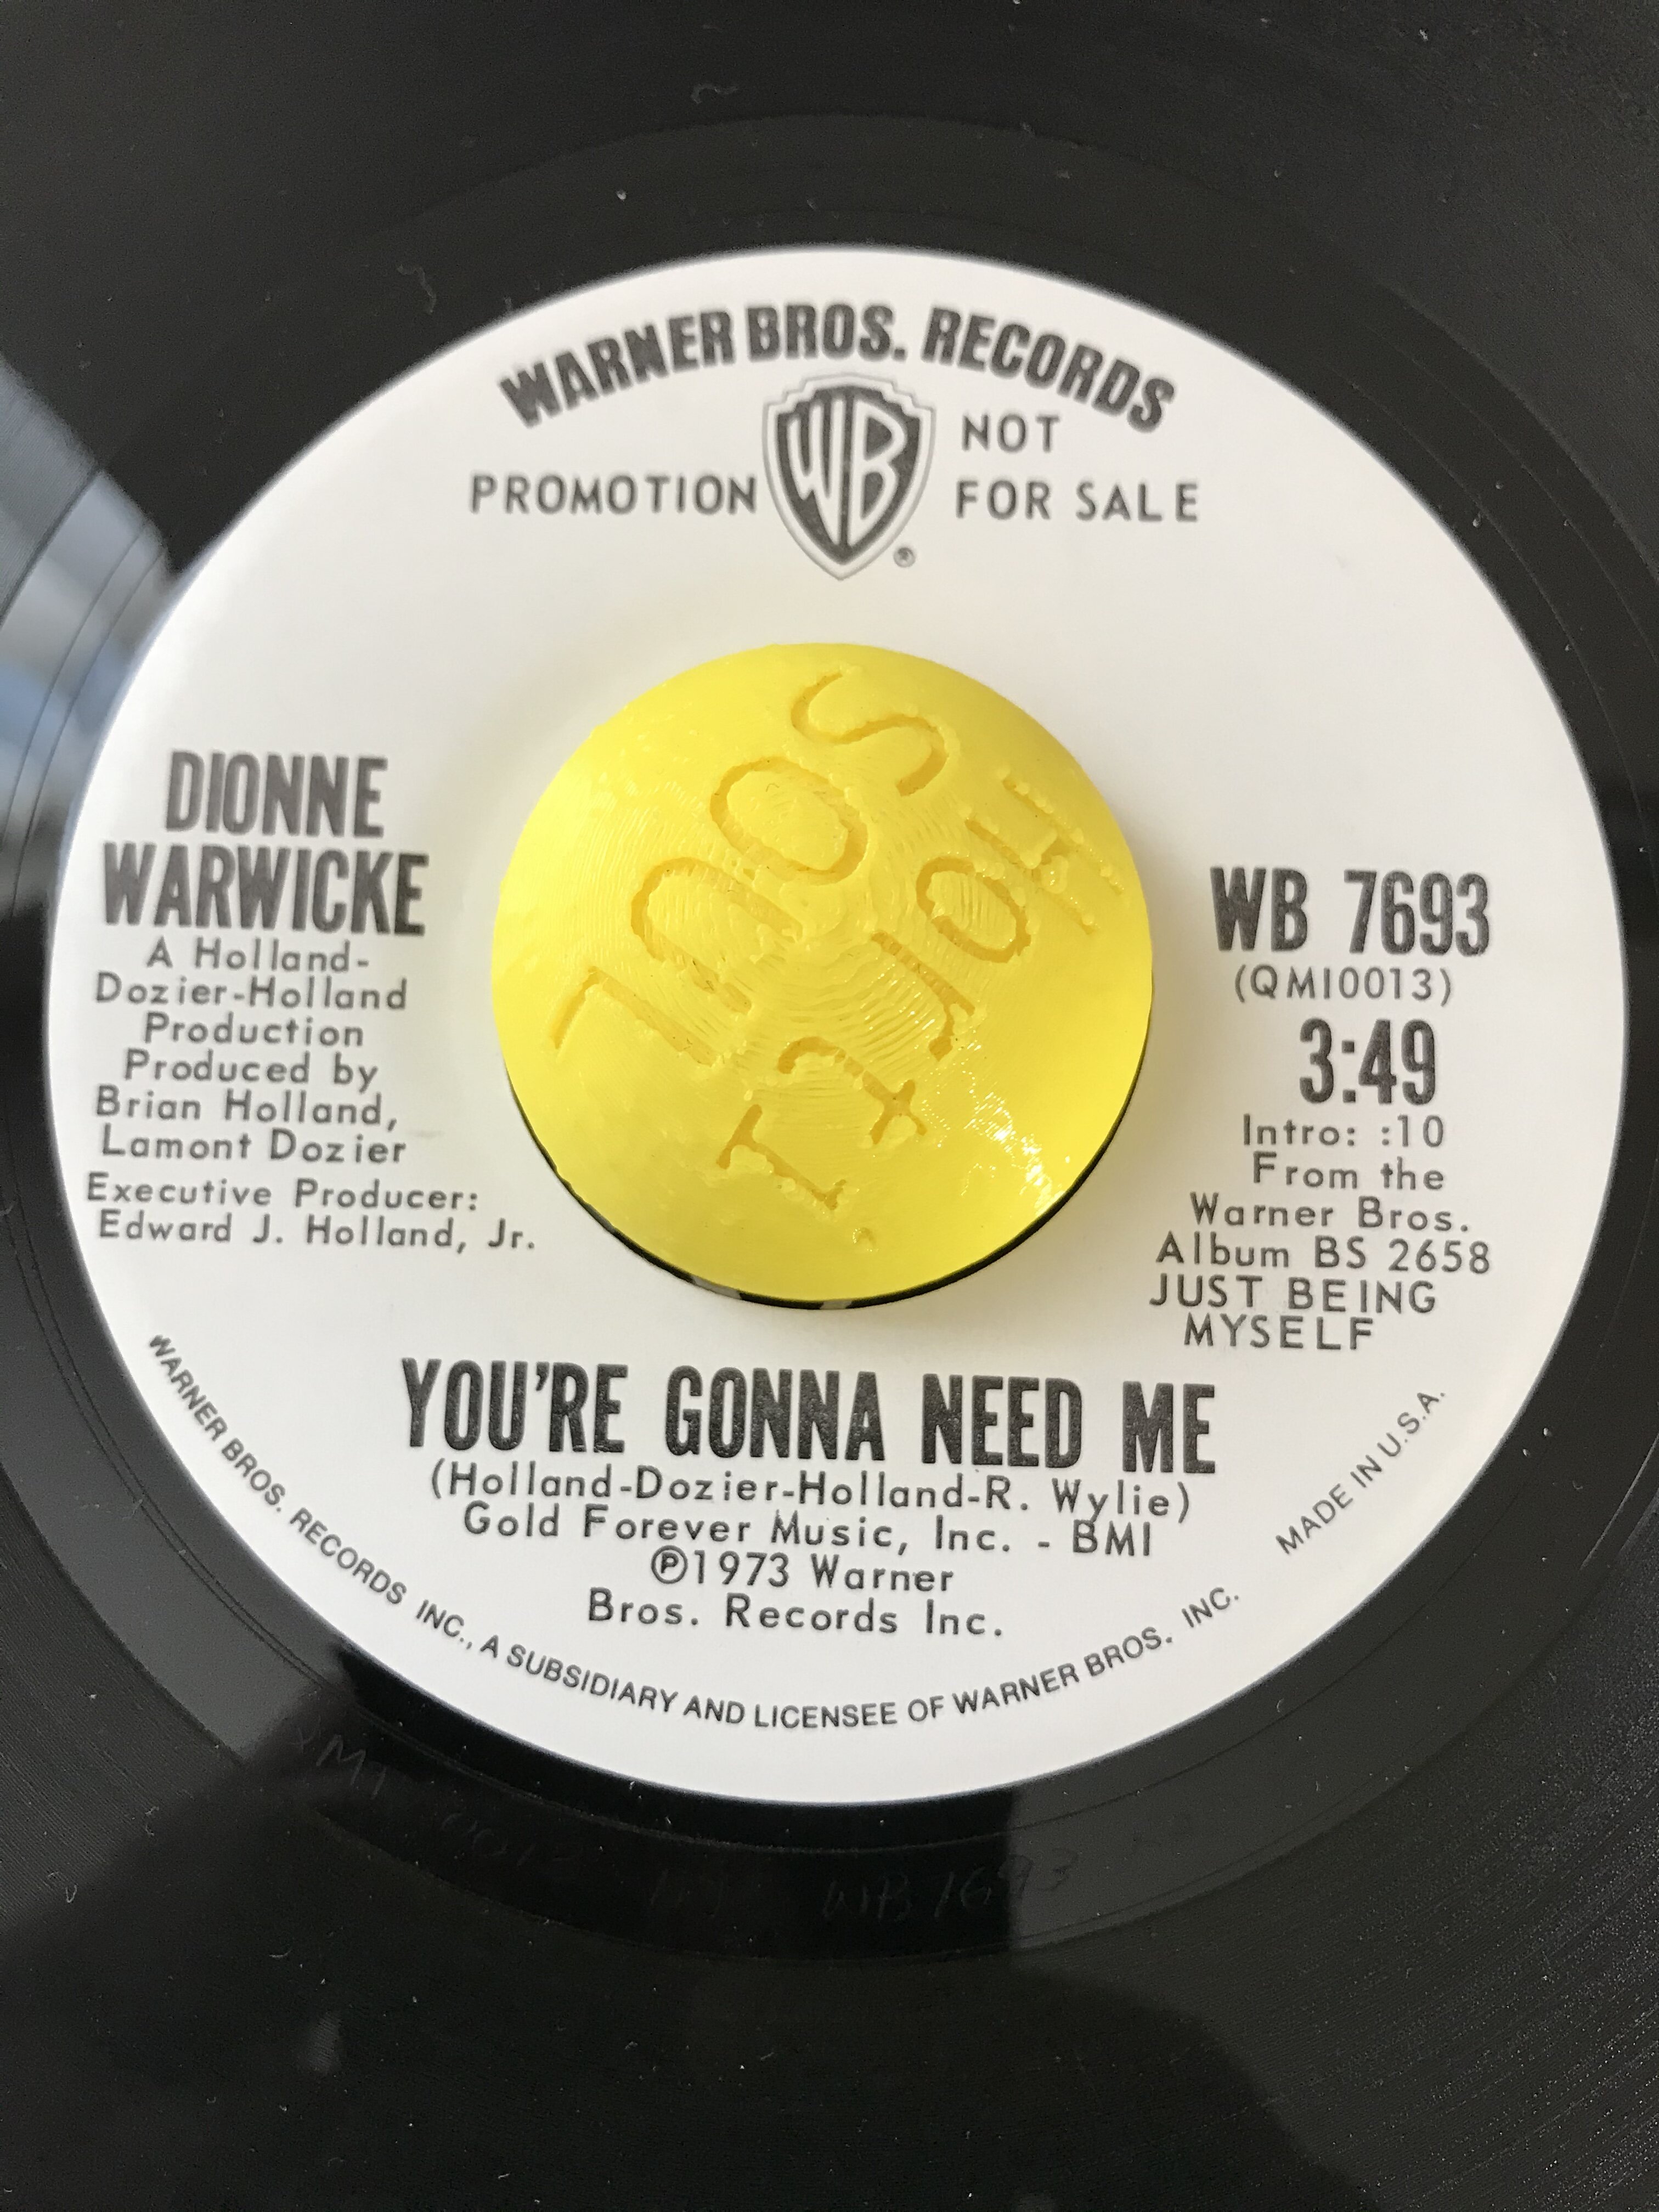 WARNER BROS. RECORDS
PROMOTION WB NOT
FOR SALE
®
SOUL
DIONNE
WARWICKE
A Holland-
Dozier-Holland
Production
Produced by
Brian Holland,
Lamont Dozier
Executive Producer:
Edward J. Holland, Jr.
WB 7693
(QMI0013)
3:49
Intro: :10
From the
Warner Bros.
Album BS 2658
JUST BEING
MYSELF
YOU'RE GONNA NEED ME
(Holland-Dozier-Holland-R. Wylie)
Gold Forever Music, Inc. - BMI
℗1973 Warner
Bros. Records Inc.
WARNER BROS. RECORDS INC., A SUBSIDIARY AND LICENSEE OF WARNER BROS. INC. MADE IN U.S.A.